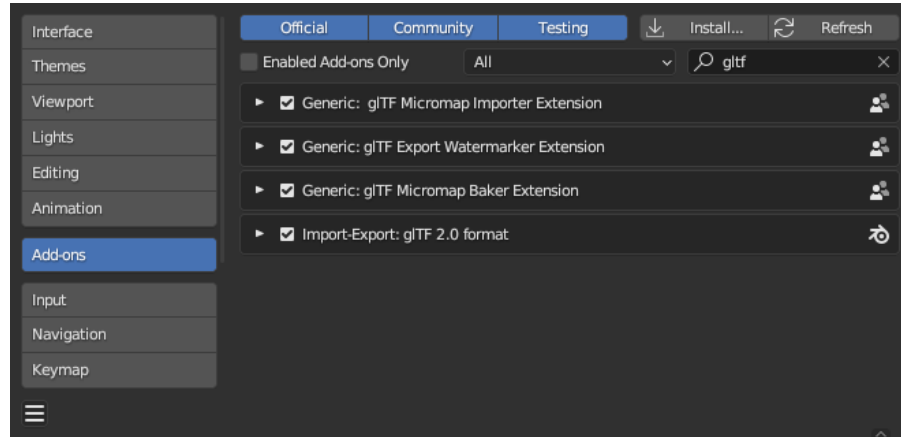 Interface
Themes
Viewport
Lights
Editing
Animation
Add-ons
Input
Navigation
Keymap
Official Community Testing Install... Refresh
Enabled Add-ons Only All gltf
Generic: glTF Micromap Importer Extension
Generic: glTF Export Watermarker Extension
Generic: glTF Micromap Baker Extension
Import-Export: glTF 2.0 format